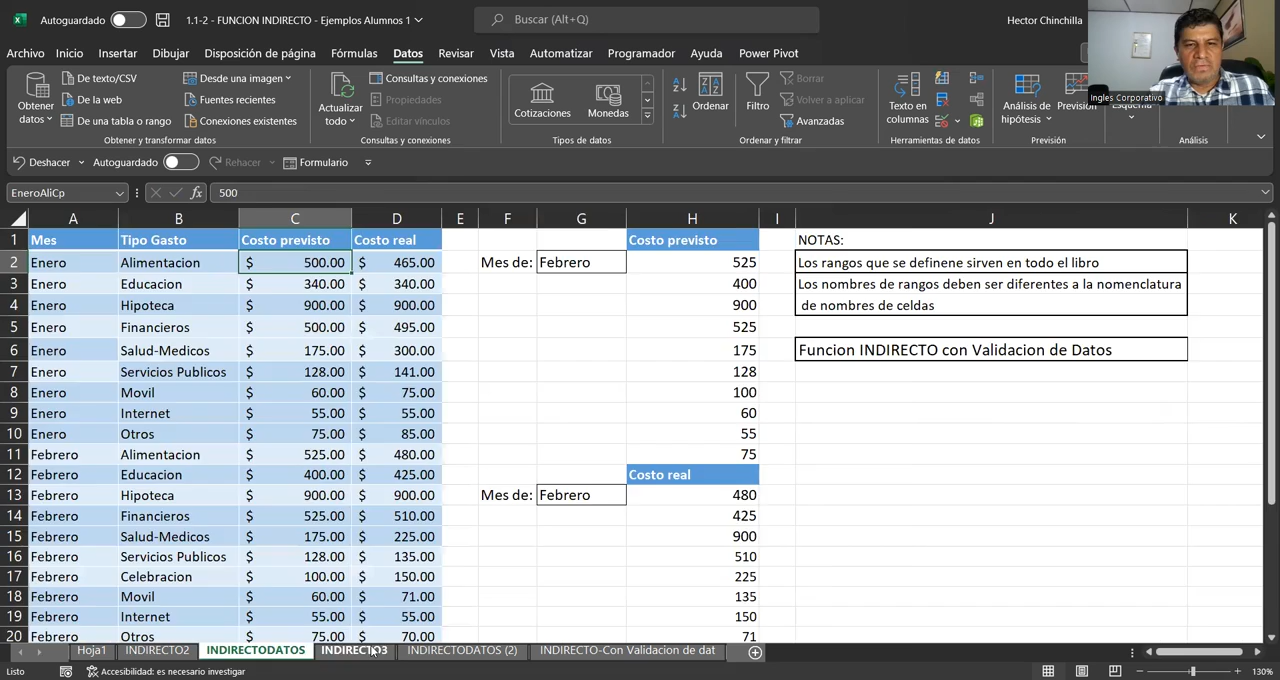 Autoguardado
1.1-2 - FUNCION INDIRECTO - Ejemplos Alumnos 1
Buscar (Alt+Q)
Hector Chinchilla
Archivo Inicio Insertar Dibujar Disposición de página Fórmulas Datos Revisar Vista Automatizar Programador Ayuda Power Pivot
Ingles Corporativo
Obtener datos
De texto/CSV
De la web
De una tabla o rango
Desde una imagen
Fuentes recientes
Conexiones existentes
Obtener y transformar datos
Actualizar todo
Consultas y conexiones
Propiedades
Editar vínculos
Consultas y conexiones
Cotizaciones
Monedas
Tipos de datos
Ordenar
Filtro
Borrar
Volver a aplicar
Avanzadas
Ordenar y filtrar
Texto en columnas
Herramientas de datos
Análisis de hipótesis
Previsión
Previsión
Análisis
Deshacer Autoguardado Rehacer Formulario
EneroAliCp fx 500
A B C D E F G H I J K
1 Mes Tipo Gasto Costo previsto Costo real Costo previsto NOTAS:
2 Enero Alimentacion $ 500.00 $ 465.00 Mes de: Febrero 525 Los rangos que se definene sirven en todo el libro
3 Enero Educacion $ 340.00 $ 340.00 400 Los nombres de rangos deben ser diferentes a la nomenclatura
4 Enero Hipoteca $ 900.00 $ 900.00 900 de nombres de celdas
5 Enero Financieros $ 500.00 $ 495.00 525
6 Enero Salud-Medicos $ 175.00 $ 300.00 175 Funcion INDIRECTO con Validacion de Datos
7 Enero Servicios Publicos $ 128.00 $ 141.00 128
8 Enero Movil $ 60.00 $ 75.00 100
9 Enero Internet $ 55.00 $ 55.00 60
10 Enero Otros $ 75.00 $ 85.00 55
11 Febrero Alimentacion $ 525.00 $ 480.00 75
12 Febrero Educacion $ 400.00 $ 425.00 Costo real
13 Febrero Hipoteca $ 900.00 $ 900.00 Mes de: Febrero 480
14 Febrero Financieros $ 525.00 $ 510.00 425
15 Febrero Salud-Medicos $ 175.00 $ 225.00 900
16 Febrero Servicios Publicos $ 128.00 $ 135.00 510
17 Febrero Celebracion $ 100.00 $ 150.00 225
18 Febrero Movil $ 60.00 $ 71.00 135
19 Febrero Internet $ 55.00 $ 55.00 150
20 Febrero Otros $ 75.00 $ 70.00 71
Hoja1 INDIRECTO2 INDIRECTODATOS INDIRECTO3 INDIRECTODATOS (2) INDIRECTO-Con Validacion de dat
Listo Accesibilidad: es necesario investigar 130%